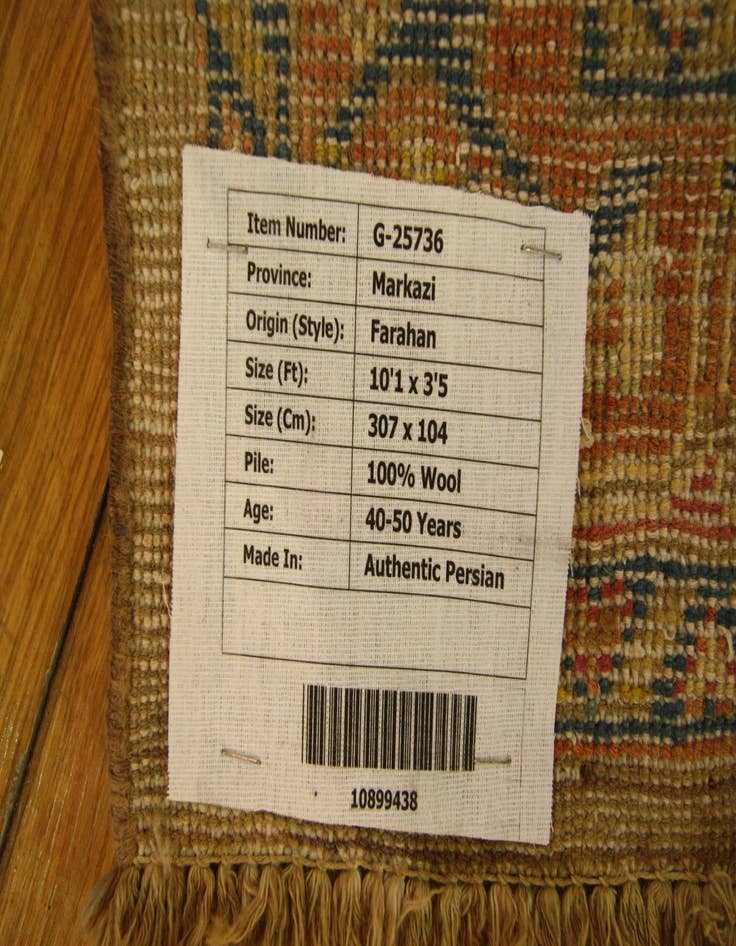 Item Number: G-25736
Province: Markazi
Origin (Style): Farahan
Size (Ft): 10'1 x 3'5
Size (Cm): 307 x 104
Pile: 100% Wool
Age: 40-50 Years
Made In: Authentic Persian
10899438